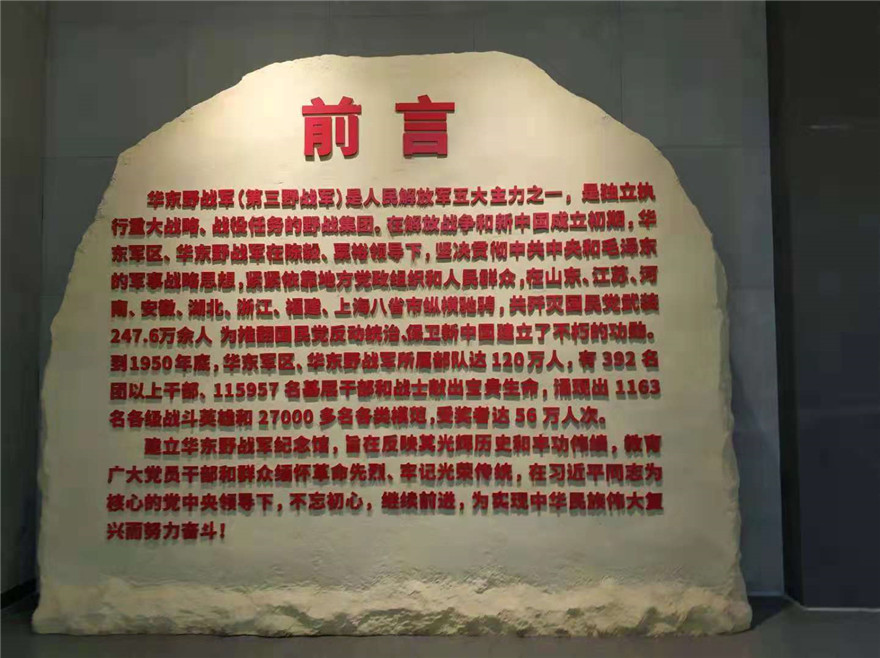 前言
华东野战军(第三野战军)是人民解放军五大主力之一，是独立执
行重大战略、战役任务的野战集团。在解放战争和新中国成立初期，华
东军区、华东野战军在陈毅、粟裕领导下，坚决贯彻中共中央和毛泽东
的军事战略思想，紧紧依靠地方党政组织和人民群众，在山东、江苏、河
南、安徽、湖北、浙江、福建、上海八省市纵横驰骋，共歼灭国民党武装
247.6万余人 为推翻国民党反动统治、保卫新中国建立了不朽的功勋。
到1950年底，华东军区、华东野战军所属部队达120万人，有392名
团以上干部、115957名基层干部和战士献出宝贵生命，涌现出1163
名各级战斗英雄和27000多名各类模范，受奖者达56万人次。
建立华东野战军纪念馆，旨在反映其光辉历史和丰功伟绩，教育
广大党员干部和群众缅怀革命先烈、牢记光荣传统，在习近平同志为
核心的党中央领导下，不忘初心，继续前进，为实现中华民族伟大复
兴而努力奋斗！